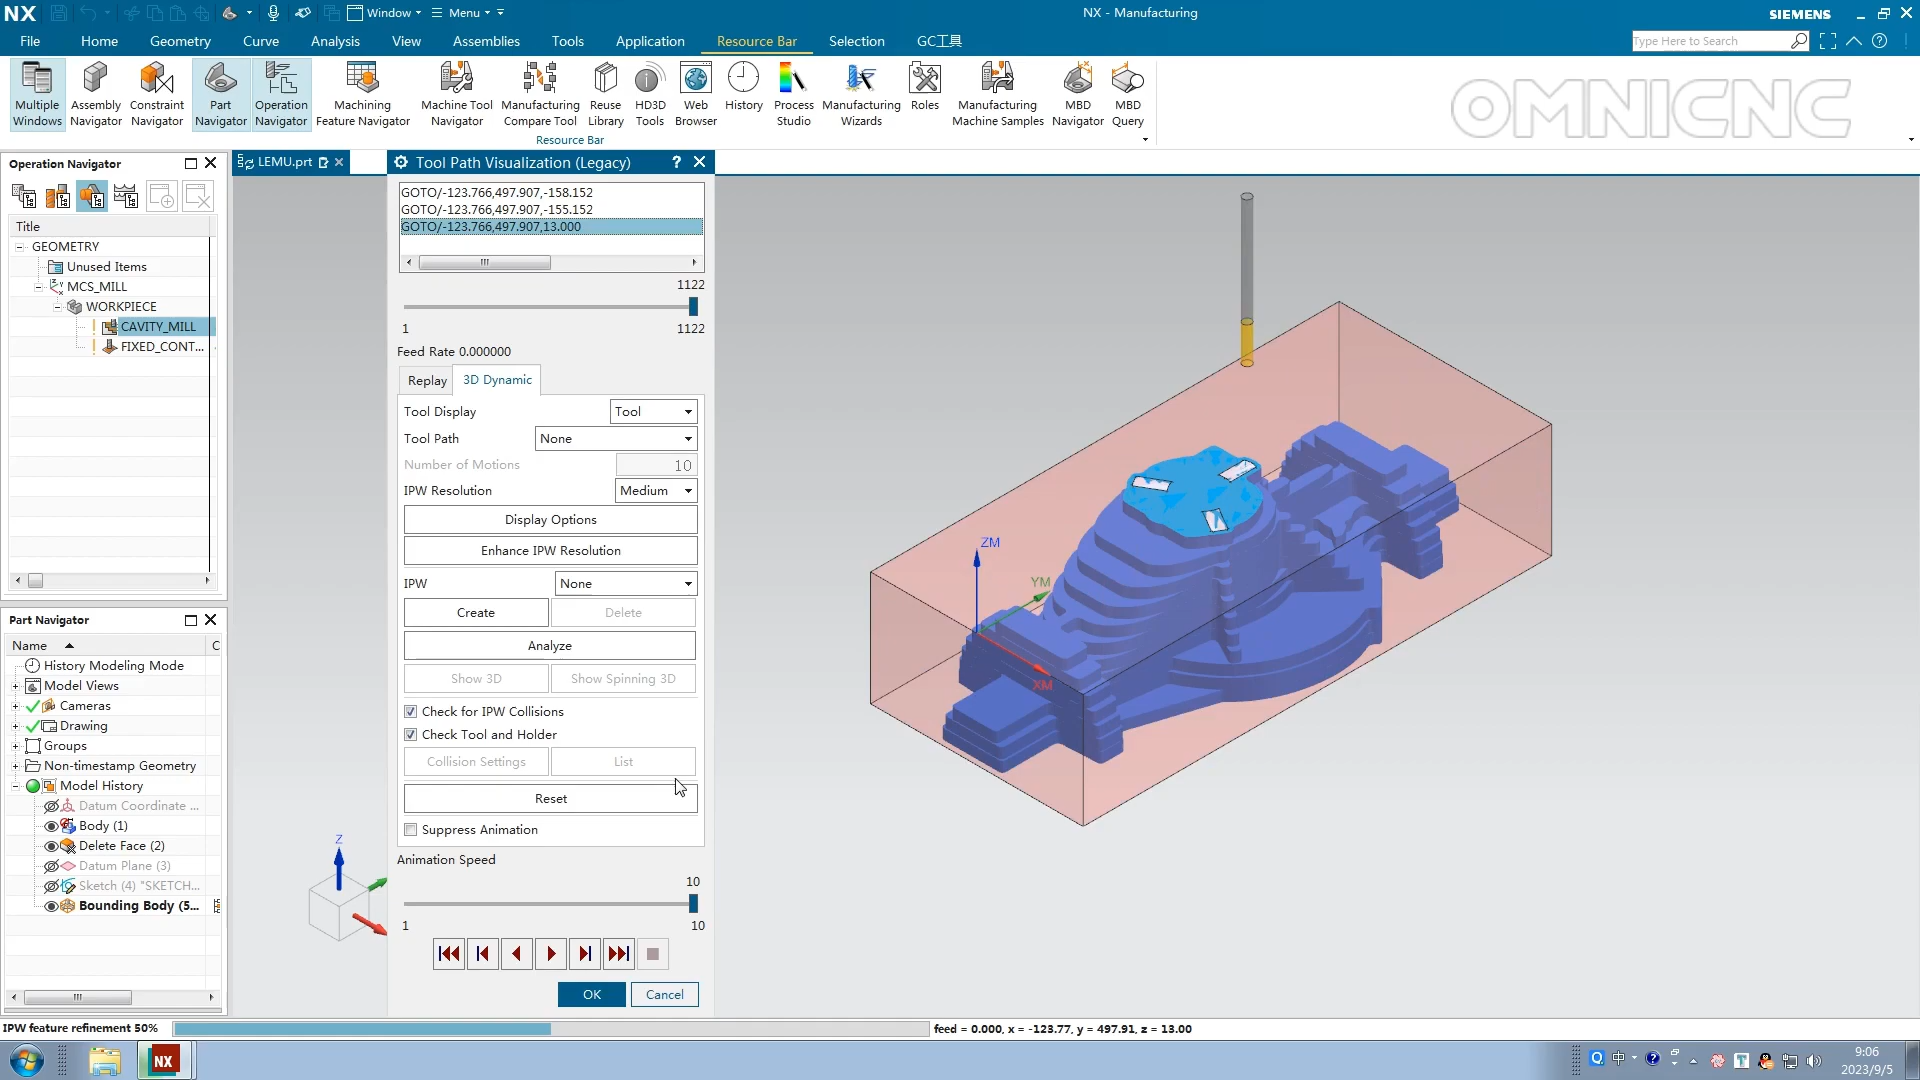 NX
Window
Menu
NX - Manufacturing
SIEMENS
File
Home
Geometry
Curve
Analysis
View
Assemblies
Tools
Application
Resource Bar
Selection
GC工具
Type Here to Search
Multiple Windows
Assembly Navigator
Constraint Navigator
Part Navigator
Operation Navigator
Machining Feature Navigator
Machine Tool Navigator
Manufacturing Compare Tool
Reuse Library
HD3D Tools
Web Browser
History
Process Studio
Manufacturing Wizards
Roles
Manufacturing Machine Samples
MBD Navigator
MBD Query
Resource Bar
OMNICNC
Operation Navigator
Title
GEOMETRY
Unused Items
MCS_MILL
WORKPIECE
CAVITY_MILL
FIXED_CONT...
Part Navigator
Name
C
History Modeling Mode
Model Views
Cameras
Drawing
Groups
Non-timestamp Geometry
Model History
Datum Coordinate ...
Body (1)
Delete Face (2)
Datum Plane (3)
Sketch (4) "SKETCH...
Bounding Body (5...
LEMU.prt
Tool Path Visualization (Legacy)
GOTO/-123.766,497.907,-158.152
GOTO/-123.766,497.907,-155.152
GOTO/-123.766,497.907,13.000
1122
1
1122
Feed Rate 0.000000
Replay
3D Dynamic
Tool Display
Tool
Tool Path
None
Number of Motions
10
IPW Resolution
Medium
Display Options
Enhance IPW Resolution
IPW
None
Create
Delete
Analyze
Show 3D
Show Spinning 3D
Check for IPW Collisions
Check Tool and Holder
Collision Settings
List
Reset
Suppress Animation
Animation Speed
10
1
10
OK
Cancel
ZM
YM
XM
Z
IPW feature refinement 50%
feed = 0.000, x = -123.77, y = 497.91, z = 13.00
NX
中
9:06
2023/9/5